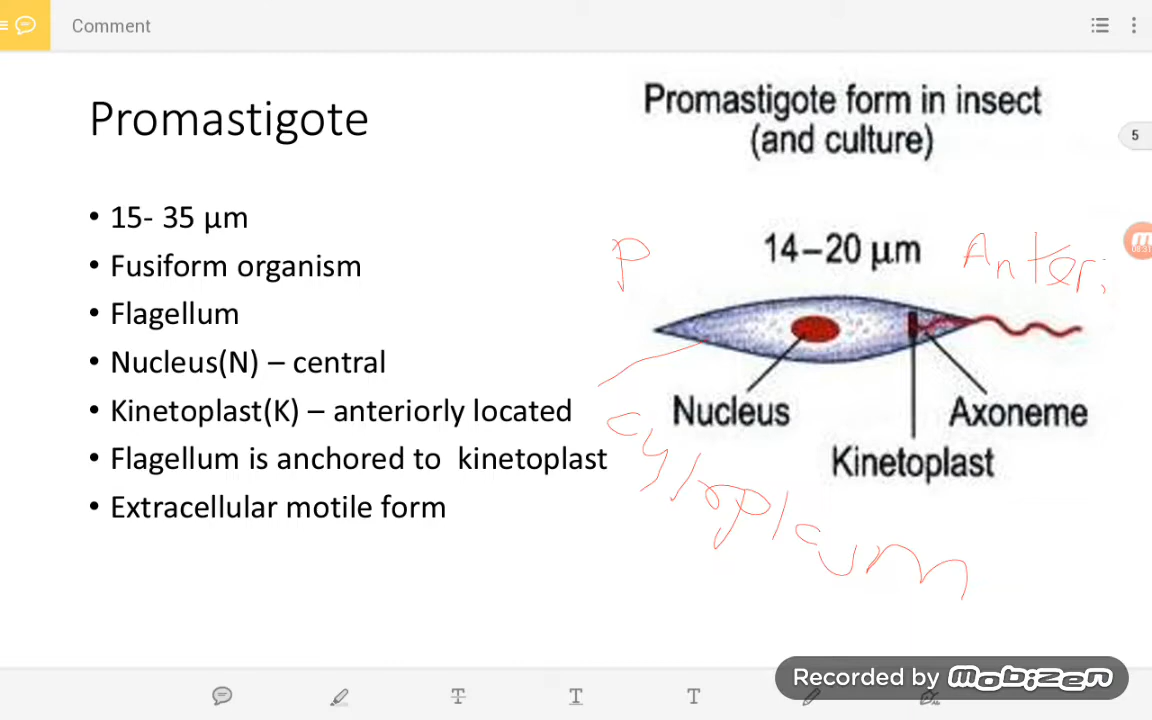 Comment
Promastigote
• 15- 35 µm
• Fusiform organism
• Flagellum
• Nucleus(N) – central
• Kinetoplast(K) – anteriorly located
• Flagellum is anchored to kinetoplast
• Extracellular motile form
Promastigote form in insect
(and culture)
5
14–20 µm
P
Anter
Nucleus
Axoneme
Kinetoplast
cytoplasm
Recorded by mobizen